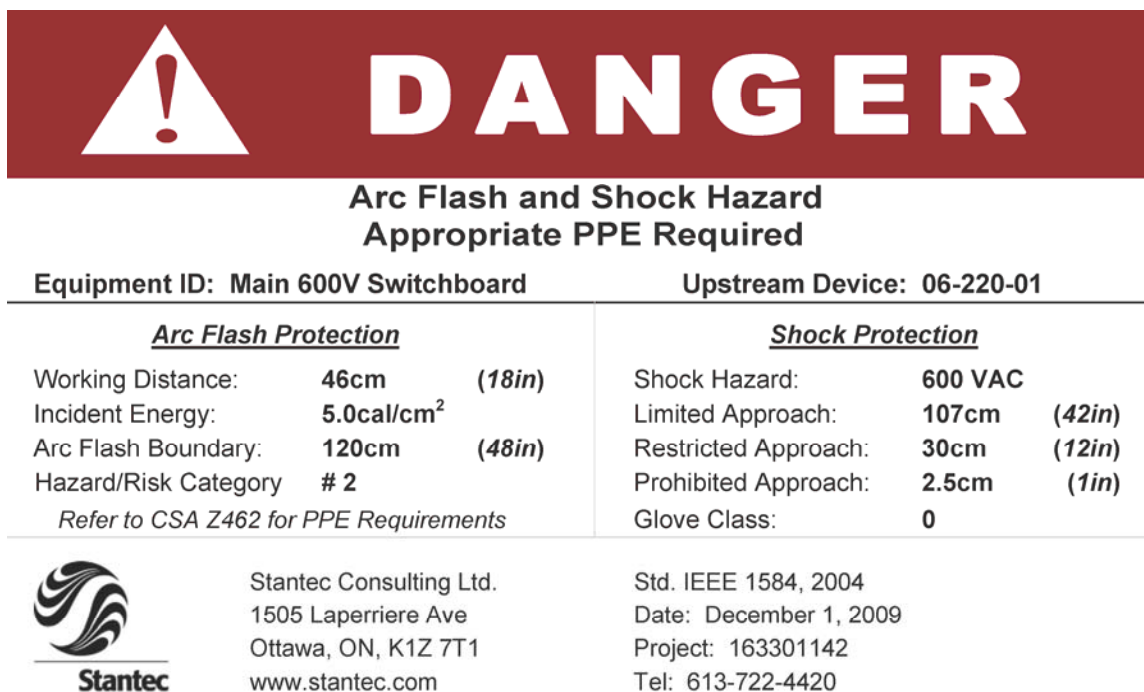 ! DANGER
Arc Flash and Shock Hazard
Appropriate PPE Required
Equipment ID: Main 600V Switchboard
Upstream Device: 06-220-01
Arc Flash Protection
Working Distance: 46cm (18in)
Incident Energy: 5.0cal/cm²
Arc Flash Boundary: 120cm (48in)
Hazard/Risk Category # 2
Refer to CSA Z462 for PPE Requirements
Shock Protection
Shock Hazard: 600 VAC
Limited Approach: 107cm (42in)
Restricted Approach: 30cm (12in)
Prohibited Approach: 2.5cm (1in)
Glove Class: 0
Stantec
Stantec Consulting Ltd.
1505 Laperriere Ave
Ottawa, ON, K1Z 7T1
www.stantec.com
Std. IEEE 1584, 2004
Date: December 1, 2009
Project: 163301142
Tel: 613-722-4420